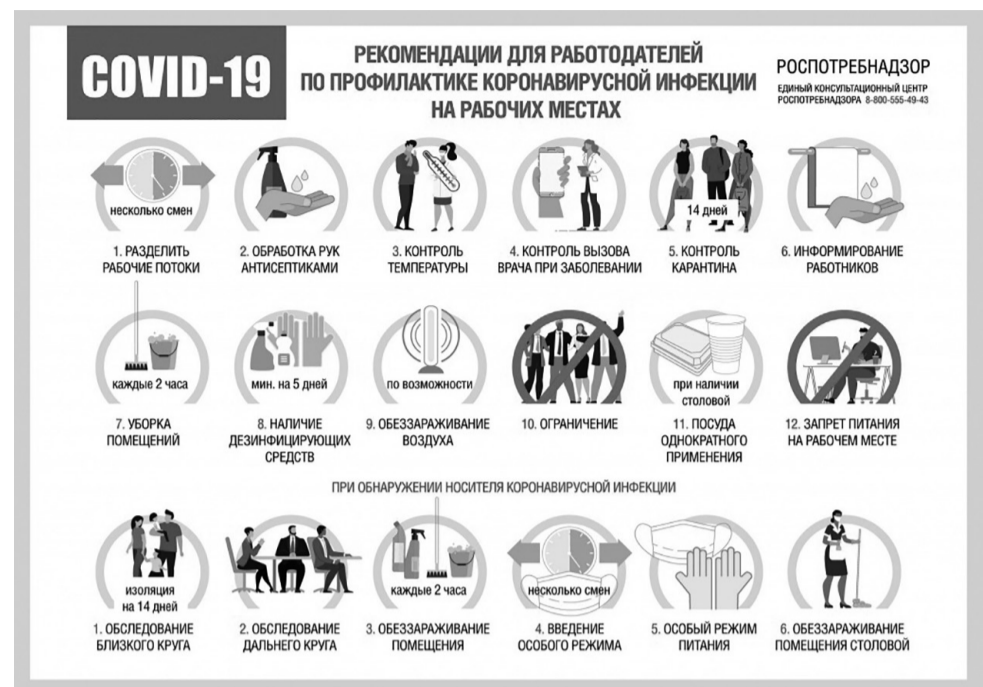 COVID-19
РЕКОМЕНДАЦИИ ДЛЯ РАБОТОДАТЕЛЕЙ
ПО ПРОФИЛАКТИКЕ КОРОНАВИРУСНОЙ ИНФЕКЦИИ
НА РАБОЧИХ МЕСТАХ
РОСПОТРЕБНАДЗОР
ЕДИНЫЙ КОНСУЛЬТАЦИОННЫЙ ЦЕНТР
РОСПОТРЕБНАДЗОРА 8-800-555-49-43
несколько смен
1. РАЗДЕЛИТЬ
РАБОЧИЕ ПОТОКИ
2. ОБРАБОТКА РУК
АНТИСЕПТИКАМИ
3. КОНТРОЛЬ
ТЕМПЕРАТУРЫ
4. КОНТРОЛЬ ВЫЗОВА
ВРАЧА ПРИ ЗАБОЛЕВАНИИ
14 дней
5. КОНТРОЛЬ
КАРАНТИНА
6. ИНФОРМИРОВАНИЕ
РАБОТНИКОВ
каждые 2 часа
7. УБОРКА
ПОМЕЩЕНИЙ
мин. на 5 дней
8. НАЛИЧИЕ
ДЕЗИНФИЦИРУЮЩИХ
СРЕДСТВ
по возможности
9. ОБЕЗЗАРАЖИВАНИЕ
ВОЗДУХА
10. ОГРАНИЧЕНИЕ
при наличии
столовой
11. ПОСУДА
ОДНОКРАТНОГО
ПРИМЕНЕНИЯ
12. ЗАПРЕТ ПИТАНИЯ
НА РАБОЧЕМ МЕСТЕ
ПРИ ОБНАРУЖЕНИИ НОСИТЕЛЯ КОРОНАВИРУСНОЙ ИНФЕКЦИИ
изоляция
на 14 дней
1. ОБСЛЕДОВАНИЕ
БЛИЗКОГО КРУГА
2. ОБСЛЕДОВАНИЕ
ДАЛЬНЕГО КРУГА
каждые 2 часа
3. ОБЕЗЗАРАЖИВАНИЕ
ПОМЕЩЕНИЯ
несколько смен
4. ВВЕДЕНИЕ
ОСОБОГО РЕЖИМА
5. ОСОБЫЙ РЕЖИМ
ПИТАНИЯ
6. ОБЕЗЗАРАЖИВАНИЕ
ПОМЕЩЕНИЯ СТОЛОВОЙ